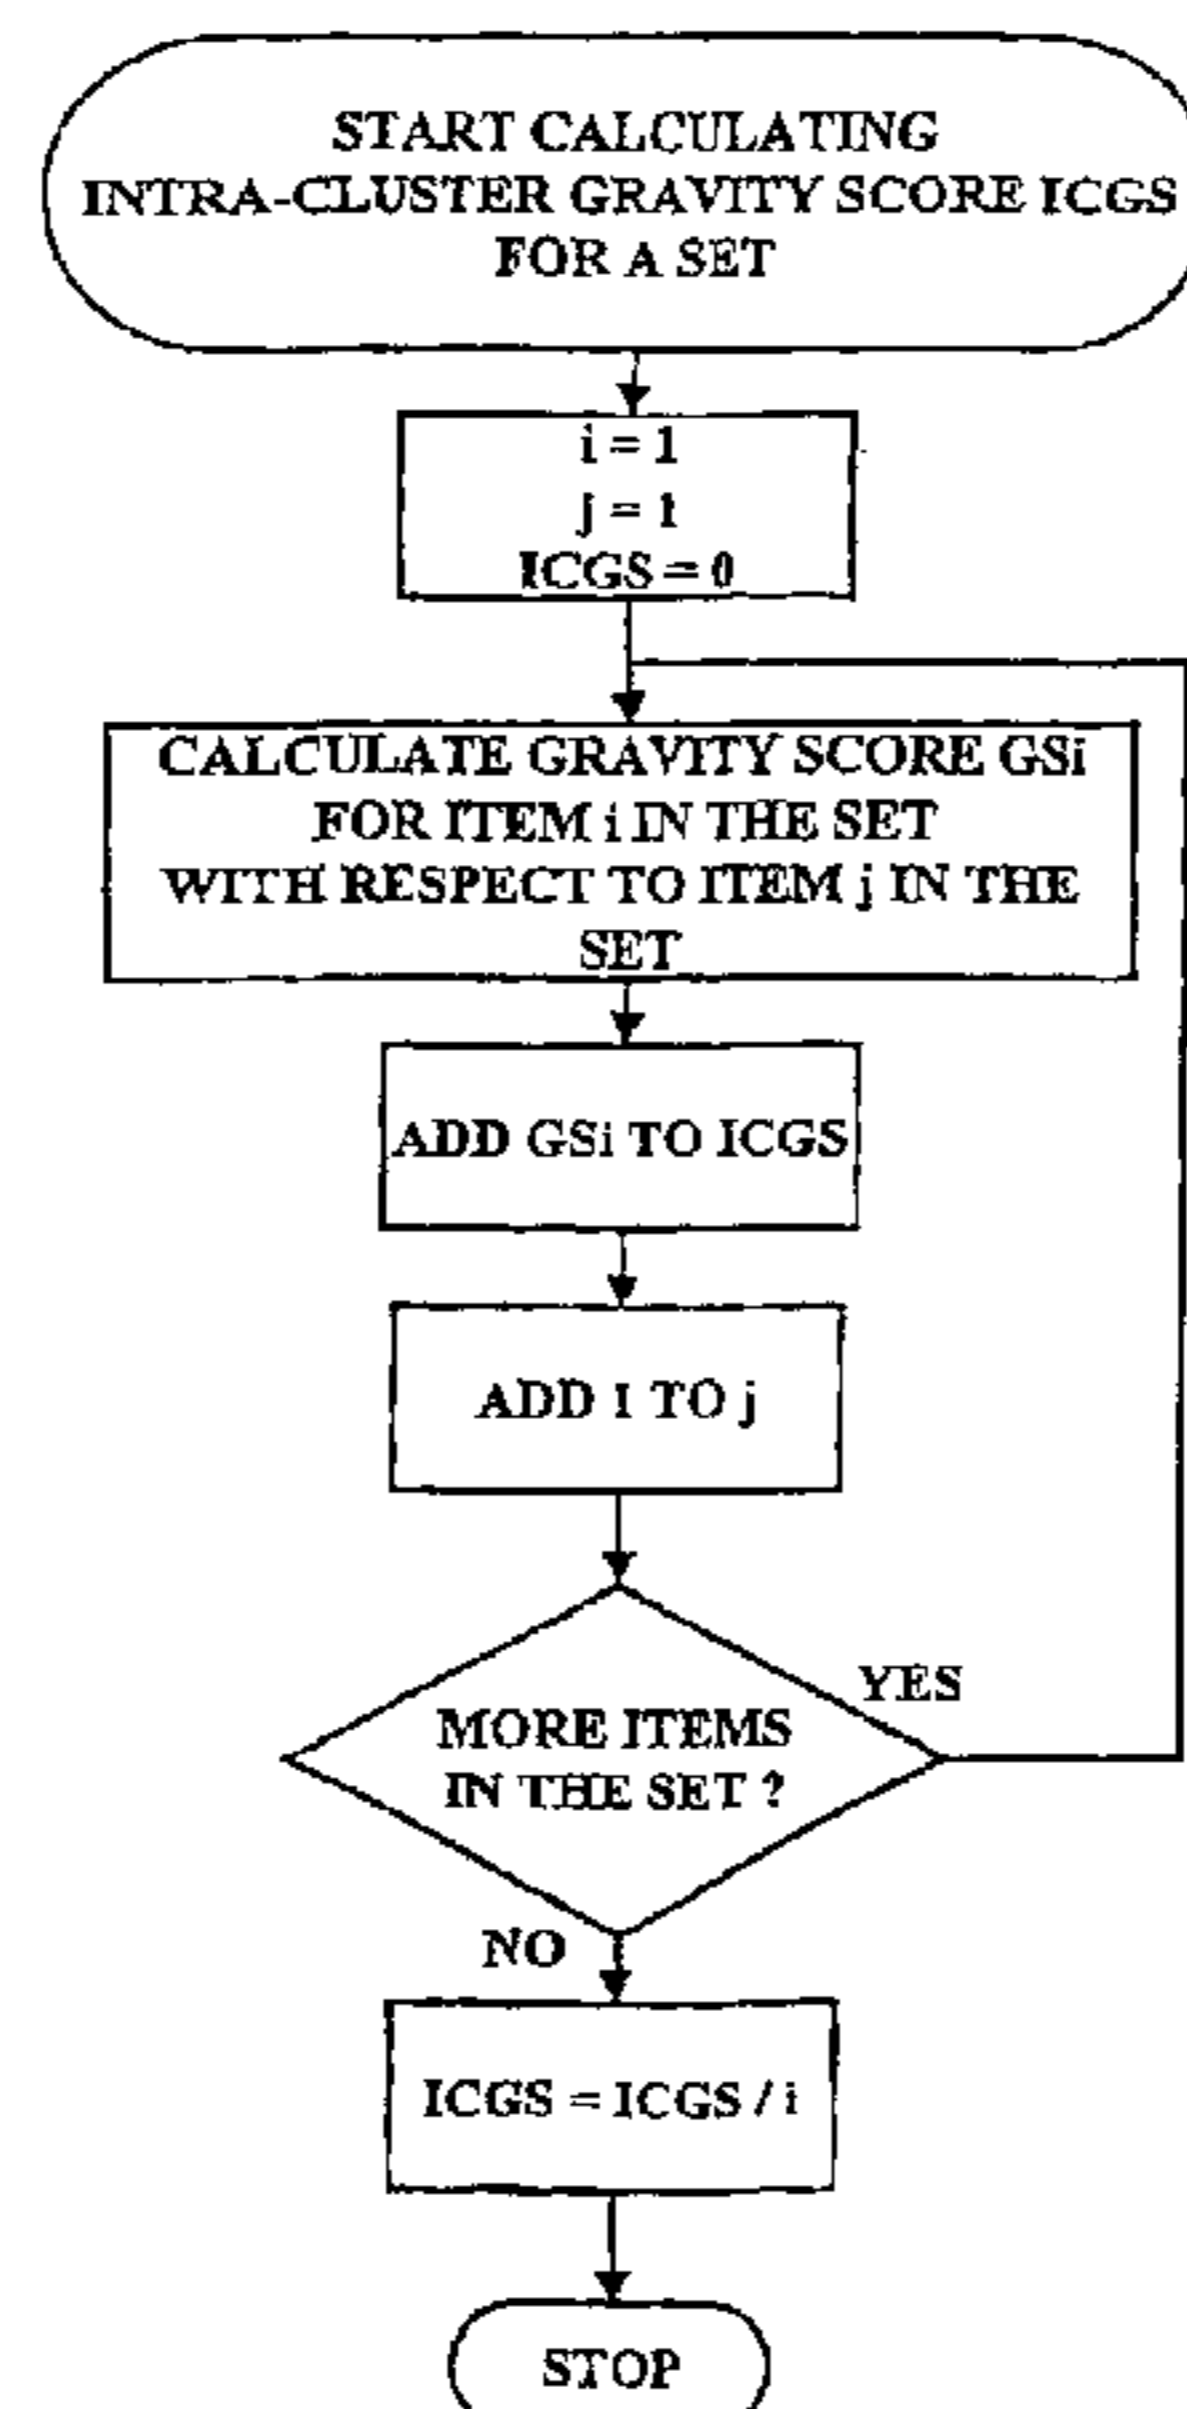 START CALCULATING
INTRA-CLUSTER GRAVITY SCORE ICGS
FOR A SET
i = 1
j = 1
ICGS = 0
CALCULATE GRAVITY SCORE GSi
FOR ITEM i IN THE SET
WITH RESPECT TO ITEM j IN THE
SET
ADD GSi TO ICGS
ADD 1 TO j
YES
MORE ITEMS
IN THE SET ?
NO
ICGS = ICGS / i
STOP